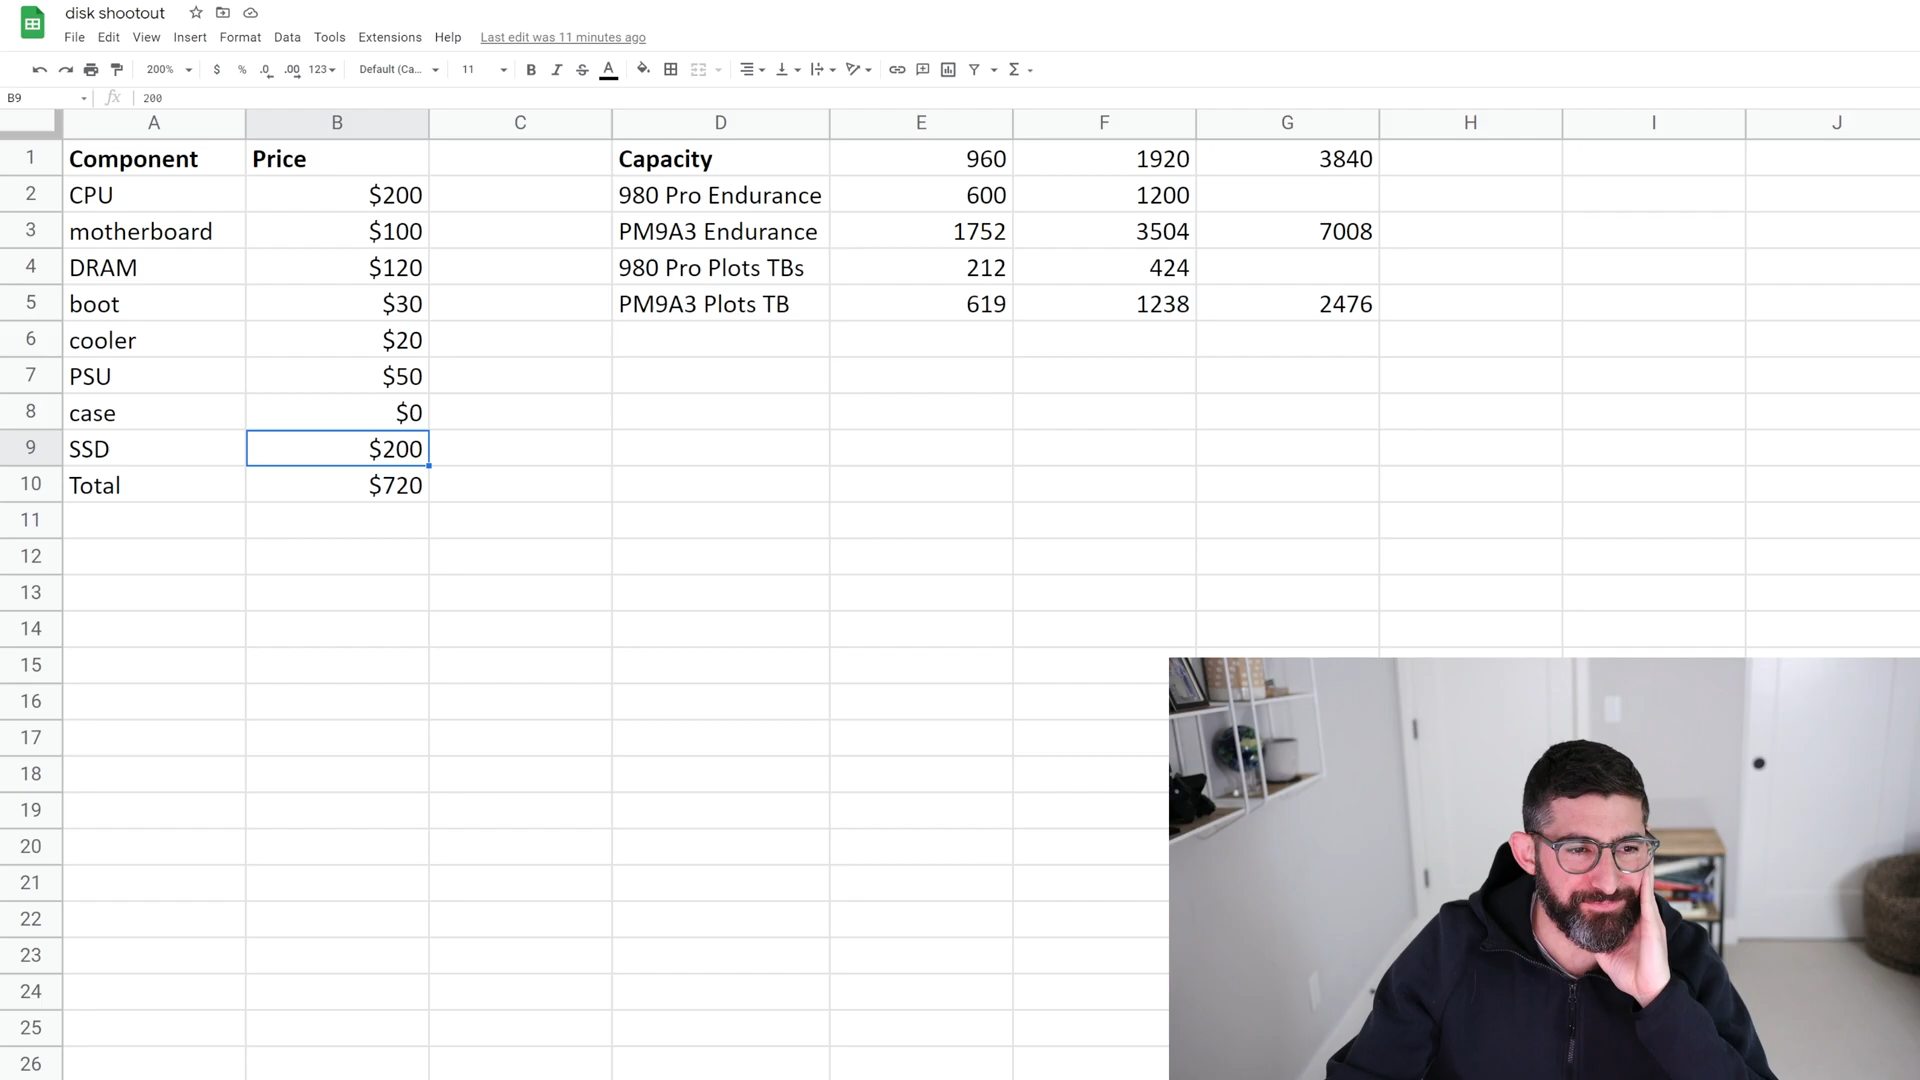 disk shootout
File Edit View Insert Format Data Tools Extensions Help Last edit was 11 minutes ago
200% $ % .0 .00 123 Default (Ca... 11 B I S A
B9 fx 200
A B C D E F G H I J
1 Component Price Capacity 960 1920 3840
2 CPU $200 980 Pro Endurance 600 1200
3 motherboard $100 PM9A3 Endurance 1752 3504 7008
4 DRAM $120 980 Pro Plots TBs 212 424
5 boot $30 PM9A3 Plots TB 619 1238 2476
6 cooler $20
7 PSU $50
8 case $0
9 SSD $200
10 Total $720
11
12
13
14
15
16
17
18
19
20
21
22
23
24
25
26